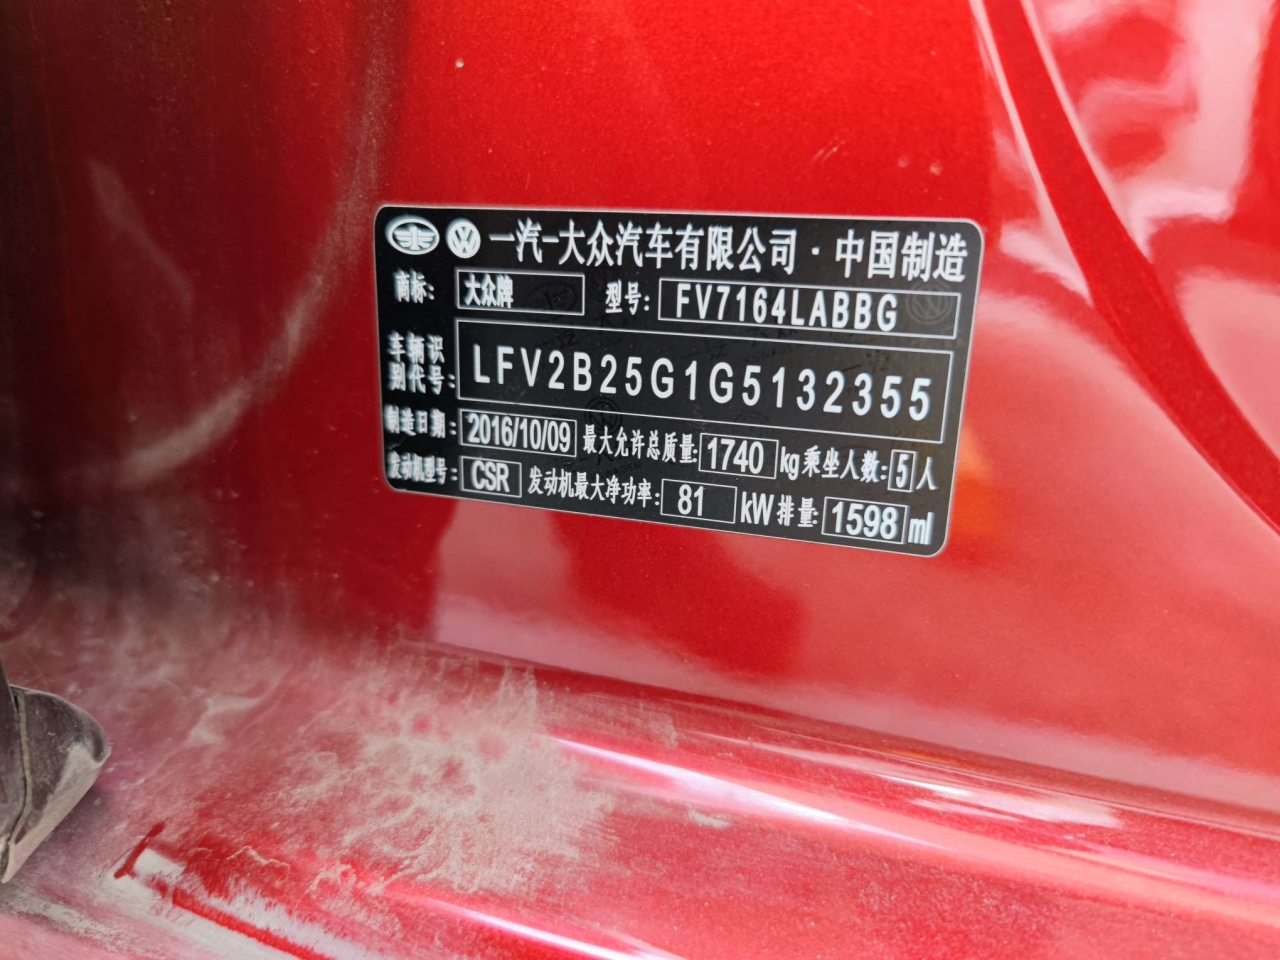 一汽-大众汽车有限公司·中国制造
商标: 大众牌 型号: FV7164LABBG
车辆识别代号: LFV2B25G1G5132355
制造日期: 2016/10/09 最大允许总质量: 1740 kg 乘坐人数: 5 人
发动机型号: CSR 发动机最大净功率: 81 kW 排量: 1598 ml